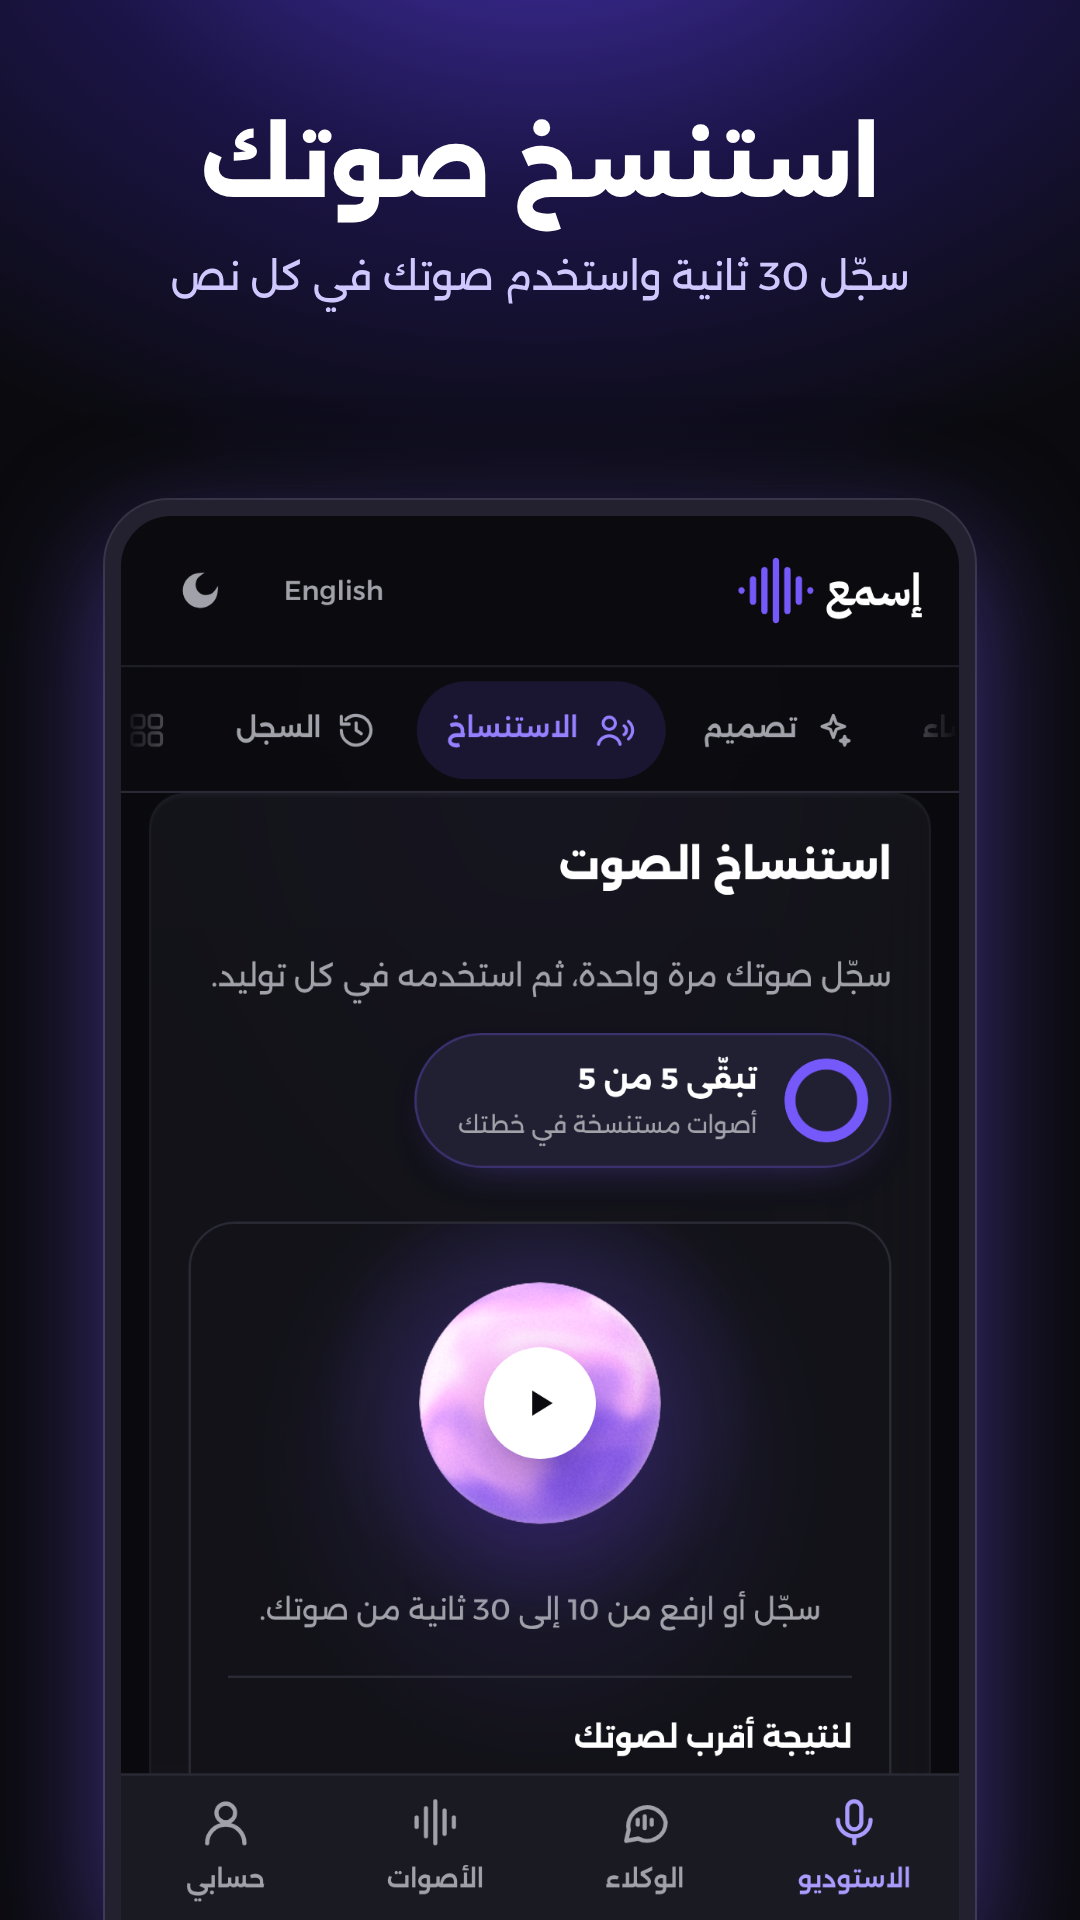 استنسخ صوتك
سجّل 30 ثانية واستخدم صوتك في كل نص
إسمع
English
تصميم
الاستنساخ
السجل
استنساخ الصوت
سجّل صوتك مرة واحدة، ثم استخدمه في كل توليد.
تبقّى 5 من 5
أصوات مستنسخة في خطتك
سجّل أو ارفع من 10 إلى 30 ثانية من صوتك.
لنتيجة أقرب لصوتك
الاستوديو
الوكلاء
الأصوات
حسابي